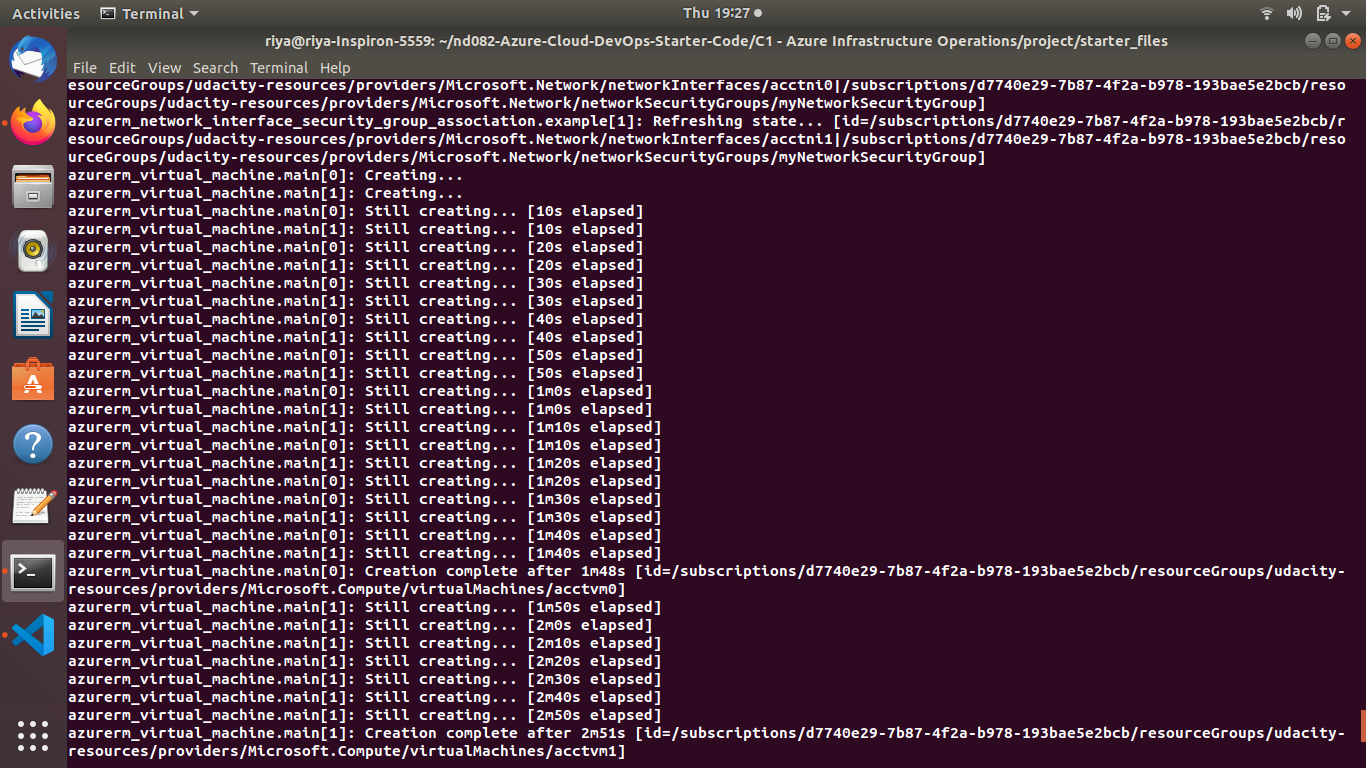 Activities Terminal Thu 19:27
riya@riya-Inspiron-5559: ~/nd082-Azure-Cloud-DevOps-Starter-Code/C1 - Azure Infrastructure Operations/project/starter_files
File Edit View Search Terminal Help
esourceGroups/udacity-resources/providers/Microsoft.Network/networkInterfaces/acctni0|/subscriptions/d7740e29-7b87-4f2a-b978-193bae5e2bcb/reso
urceGroups/udacity-resources/providers/Microsoft.Network/networkSecurityGroups/myNetworkSecurityGroup]
azurerm_network_interface_security_group_association.example[1]: Refreshing state... [id=/subscriptions/d7740e29-7b87-4f2a-b978-193bae5e2bcb/r
esourceGroups/udacity-resources/providers/Microsoft.Network/networkInterfaces/acctni1|/subscriptions/d7740e29-7b87-4f2a-b978-193bae5e2bcb/reso
urceGroups/udacity-resources/providers/Microsoft.Network/networkSecurityGroups/myNetworkSecurityGroup]
azurerm_virtual_machine.main[0]: Creating...
azurerm_virtual_machine.main[1]: Creating...
azurerm_virtual_machine.main[0]: Still creating... [10s elapsed]
azurerm_virtual_machine.main[1]: Still creating... [10s elapsed]
azurerm_virtual_machine.main[0]: Still creating... [20s elapsed]
azurerm_virtual_machine.main[1]: Still creating... [20s elapsed]
azurerm_virtual_machine.main[0]: Still creating... [30s elapsed]
azurerm_virtual_machine.main[1]: Still creating... [30s elapsed]
azurerm_virtual_machine.main[0]: Still creating... [40s elapsed]
azurerm_virtual_machine.main[1]: Still creating... [40s elapsed]
azurerm_virtual_machine.main[0]: Still creating... [50s elapsed]
azurerm_virtual_machine.main[1]: Still creating... [50s elapsed]
azurerm_virtual_machine.main[0]: Still creating... [1m0s elapsed]
azurerm_virtual_machine.main[1]: Still creating... [1m0s elapsed]
azurerm_virtual_machine.main[1]: Still creating... [1m10s elapsed]
azurerm_virtual_machine.main[0]: Still creating... [1m10s elapsed]
azurerm_virtual_machine.main[1]: Still creating... [1m20s elapsed]
azurerm_virtual_machine.main[0]: Still creating... [1m20s elapsed]
azurerm_virtual_machine.main[0]: Still creating... [1m30s elapsed]
azurerm_virtual_machine.main[1]: Still creating... [1m30s elapsed]
azurerm_virtual_machine.main[0]: Still creating... [1m40s elapsed]
azurerm_virtual_machine.main[1]: Still creating... [1m40s elapsed]
azurerm_virtual_machine.main[0]: Creation complete after 1m48s [id=/subscriptions/d7740e29-7b87-4f2a-b978-193bae5e2bcb/resourceGroups/udacity-
resources/providers/Microsoft.Compute/virtualMachines/acctvm0]
azurerm_virtual_machine.main[1]: Still creating... [1m50s elapsed]
azurerm_virtual_machine.main[1]: Still creating... [2m0s elapsed]
azurerm_virtual_machine.main[1]: Still creating... [2m10s elapsed]
azurerm_virtual_machine.main[1]: Still creating... [2m20s elapsed]
azurerm_virtual_machine.main[1]: Still creating... [2m30s elapsed]
azurerm_virtual_machine.main[1]: Still creating... [2m40s elapsed]
azurerm_virtual_machine.main[1]: Still creating... [2m50s elapsed]
azurerm_virtual_machine.main[1]: Creation complete after 2m51s [id=/subscriptions/d7740e29-7b87-4f2a-b978-193bae5e2bcb/resourceGroups/udacity-
resources/providers/Microsoft.Compute/virtualMachines/acctvm1]